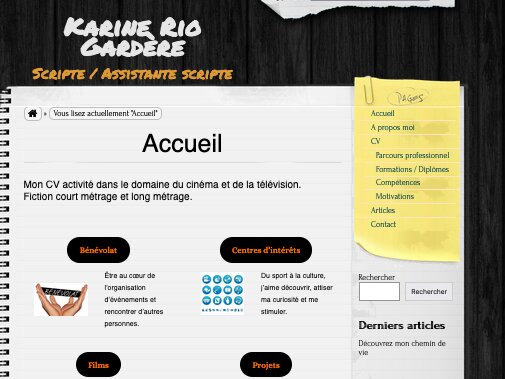 Karine Rio
Gardère
Scripte / Assistante scripte
Vous lisez actuellement "Accueil"
Accueil
Mon CV activité dans le domaine du cinéma et de la télévision.
Fiction court métrage et long métrage.
Bénévolat
BÉNÉVOLAT
Être au cœur de
l'organisation
d'événements et
rencontrer d'autres
personnes.
Centres d'intérêts
Du sport à la culture,
j'aime découvrir, attiser
ma curiosité et me
stimuler.
Films
Projets
Pages
Accueil
A propos moi
CV
Parcours professionnel
Formations / Diplômes
Compétences
Motivations
Articles
Contact
Rechercher
Rechercher
Derniers articles
Découvrez mon chemin de
vie